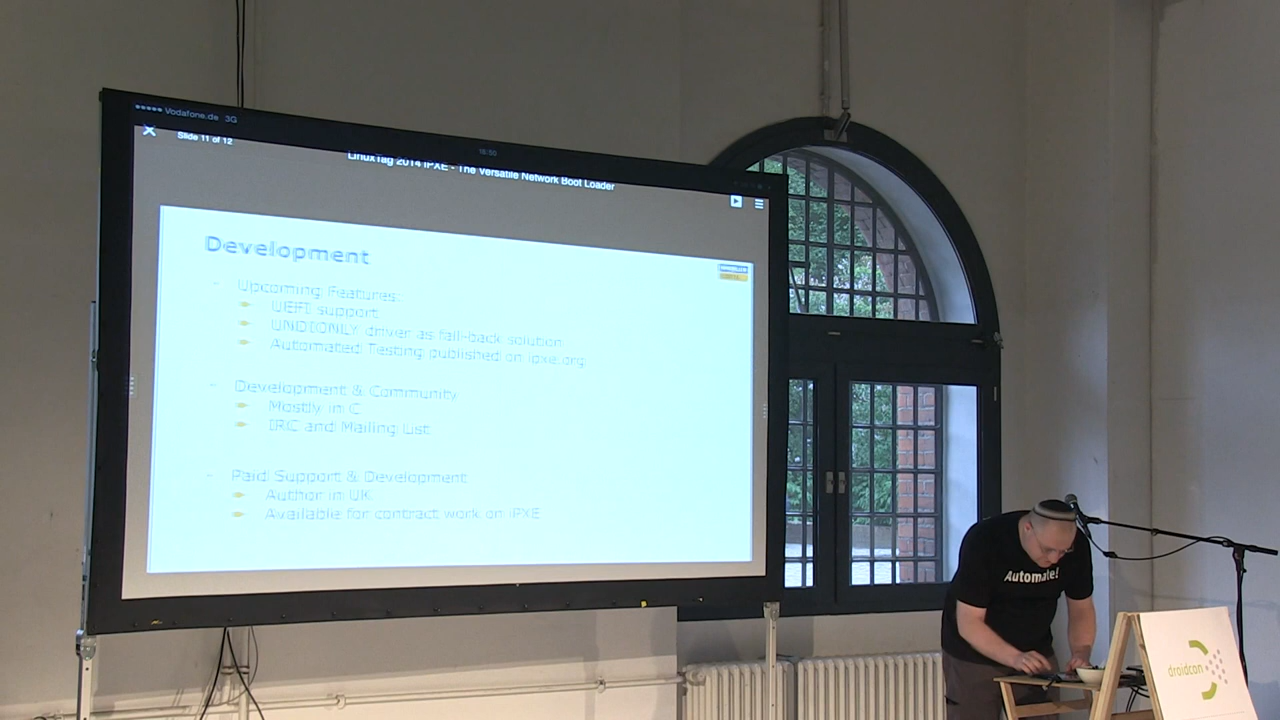 Vodafone.de 3G
16:50
Slide 11 of 12
LinuxTag 2014 iPXE - The Versatile Network Boot Loader
Development
Upcoming Features:
UEFI support
UNDIONLY driver as fall-back solution
Automated Testing published on ipxe.org
Development & Community
Mostly in C
IRC and Mailing List
Paid Support & Development
Author in UK
Available for contract work on iPXE
Automate!
droidcon